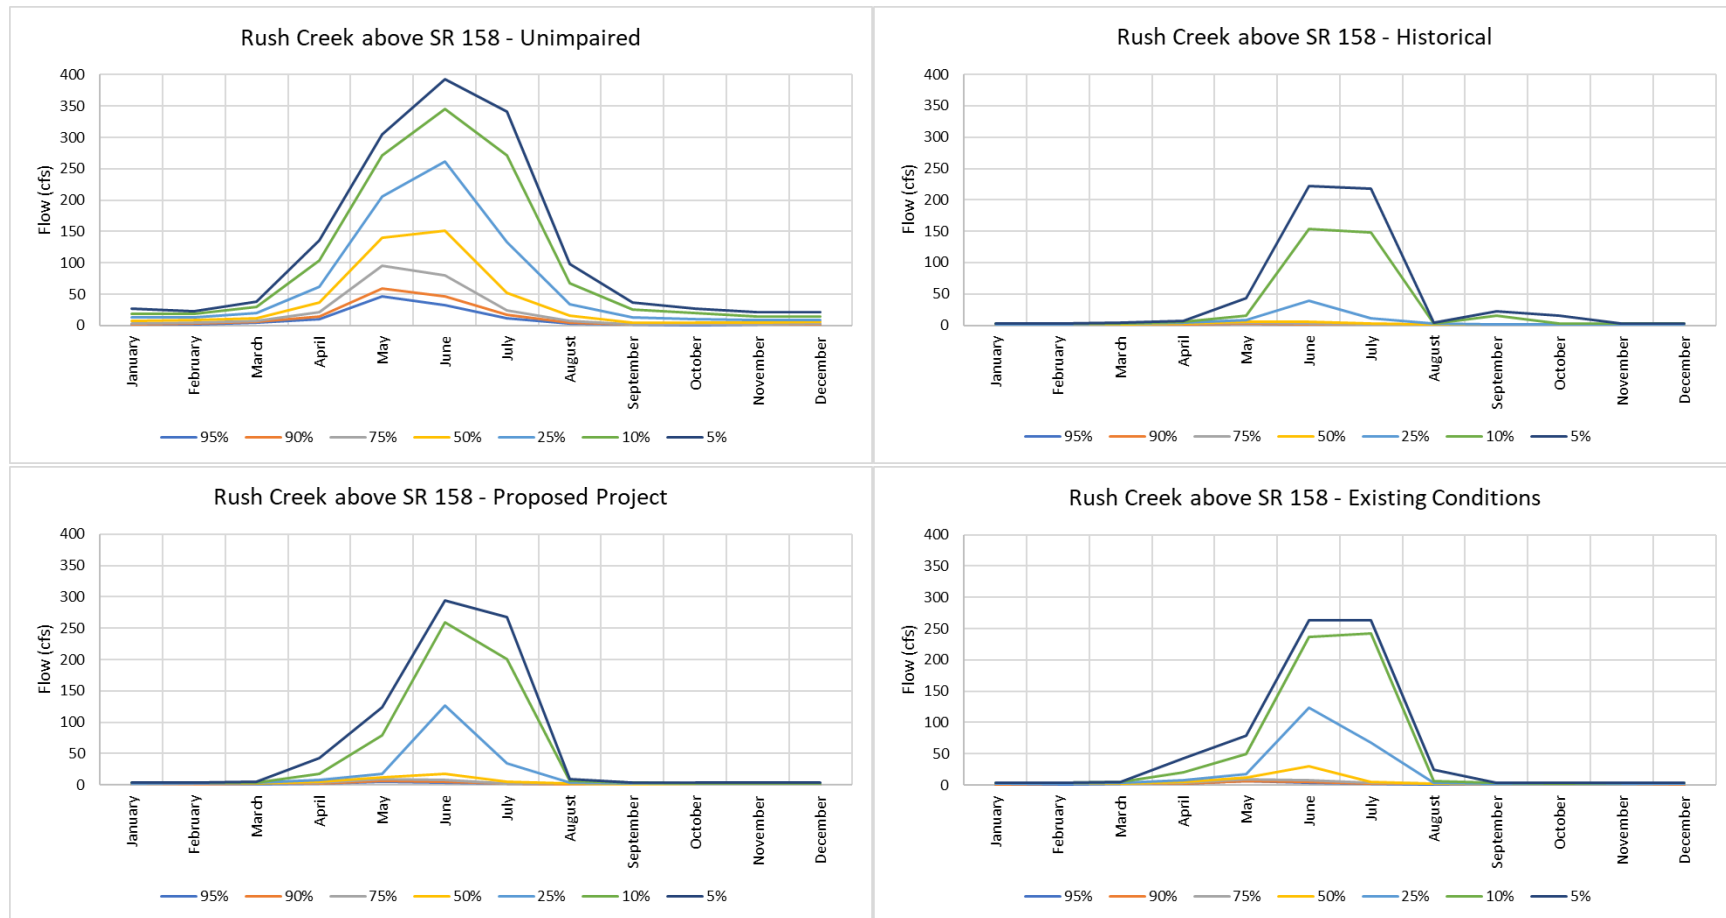 Rush Creek above SR 158 - Unimpaired
400
350
300
250
200
150
100
50
0
Flow (cfs)
January
February
March
April
May
June
July
August
September
October
November
December
95% 90% 75% 50% 25% 10% 5%
Rush Creek above SR 158 - Historical
400
350
300
250
200
150
100
50
0
Flow (cfs)
January
February
March
April
May
June
July
August
September
October
November
December
95% 90% 75% 50% 25% 10% 5%
Rush Creek above SR 158 - Proposed Project
400
350
300
250
200
150
100
50
0
Flow (cfs)
January
February
March
April
May
June
July
August
September
October
November
December
95% 90% 75% 50% 25% 10% 5%
Rush Creek above SR 158 - Existing Conditions
400
350
300
250
200
150
100
50
0
Flow (cfs)
January
February
March
April
May
June
July
August
September
October
November
December
95% 90% 75% 50% 25% 10% 5%